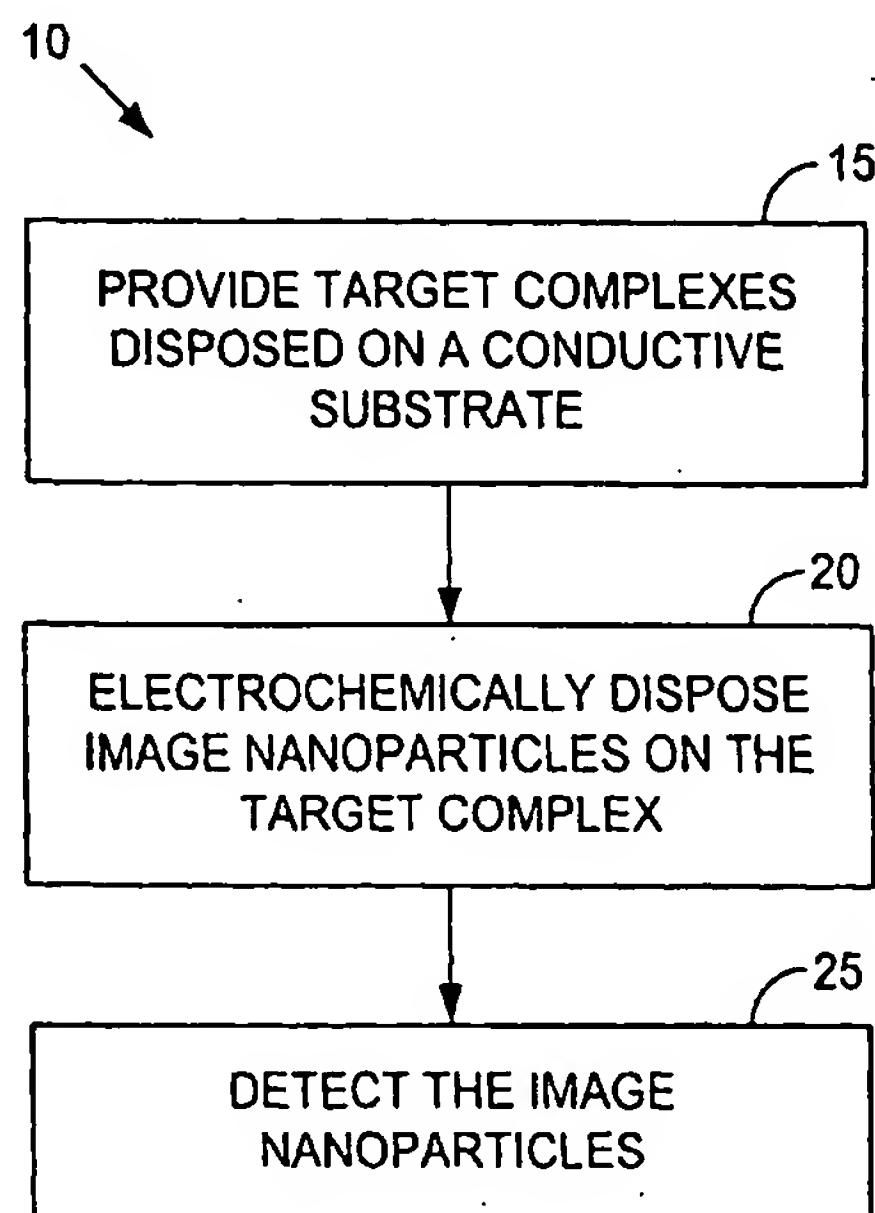 10
15
PROVIDE TARGET COMPLEXES
DISPOSED ON A CONDUCTIVE
SUBSTRATE
20
ELECTROCHEMICALLY DISPOSE
IMAGE NANOPARTICLES ON THE
TARGET COMPLEX
25
DETECT THE IMAGE
NANOPARTICLES